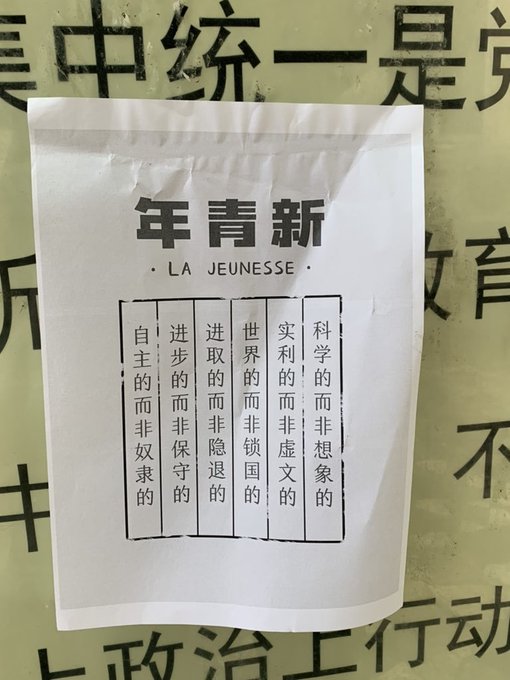 集中统一是党
新青年
· LA JEUNESSE ·
自主的而非奴隶的
进步的而非保守的
进取的而非隐退的
世界的而非锁国的
实利的而非虚文的
科学的而非想象的
教育
不
上政治上行动